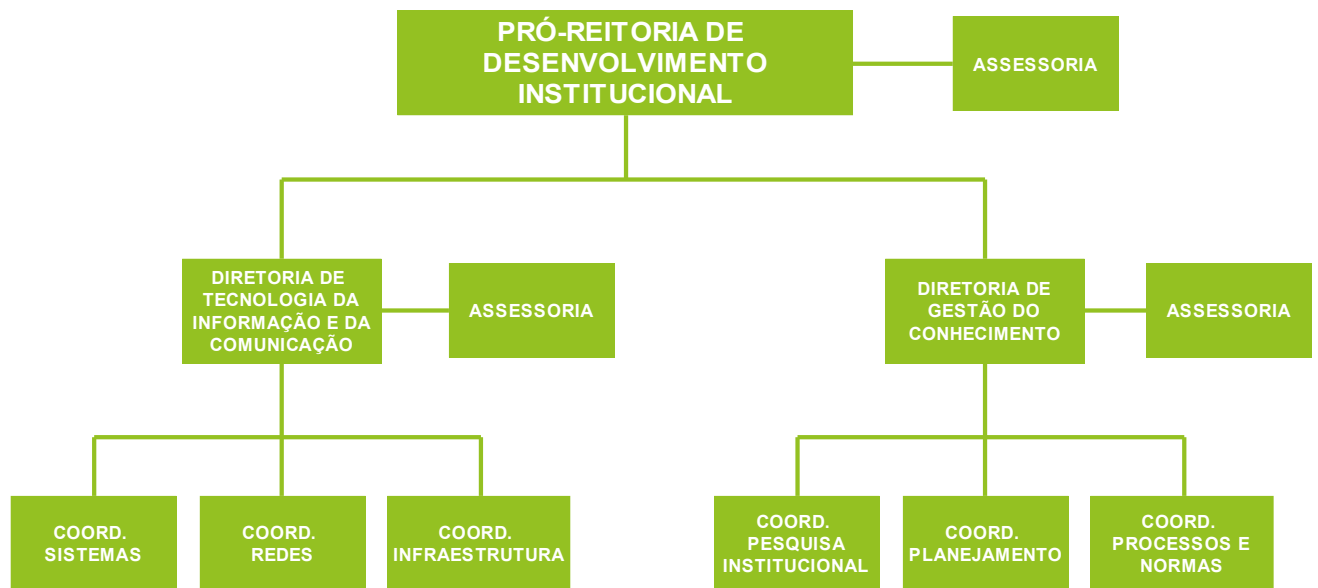 PRÓ-REITORIA DE
DESENVOLVIMENTO
INSTITUCIONAL
ASSESSORIA
DIRETORIA DE
TECNOLOGIA DA
INFORMAÇÃO E DA
COMUNICAÇÃO
ASSESSORIA
DIRETORIA DE
GESTÃO DO
CONHECIMENTO
ASSESSORIA
COORD.
SISTEMAS
COORD.
REDES
COORD.
INFRAESTRUTURA
COORD.
PESQUISA
INSTITUCIONAL
COORD.
PLANEJAMENTO
COORD.
PROCESSOS E
NORMAS